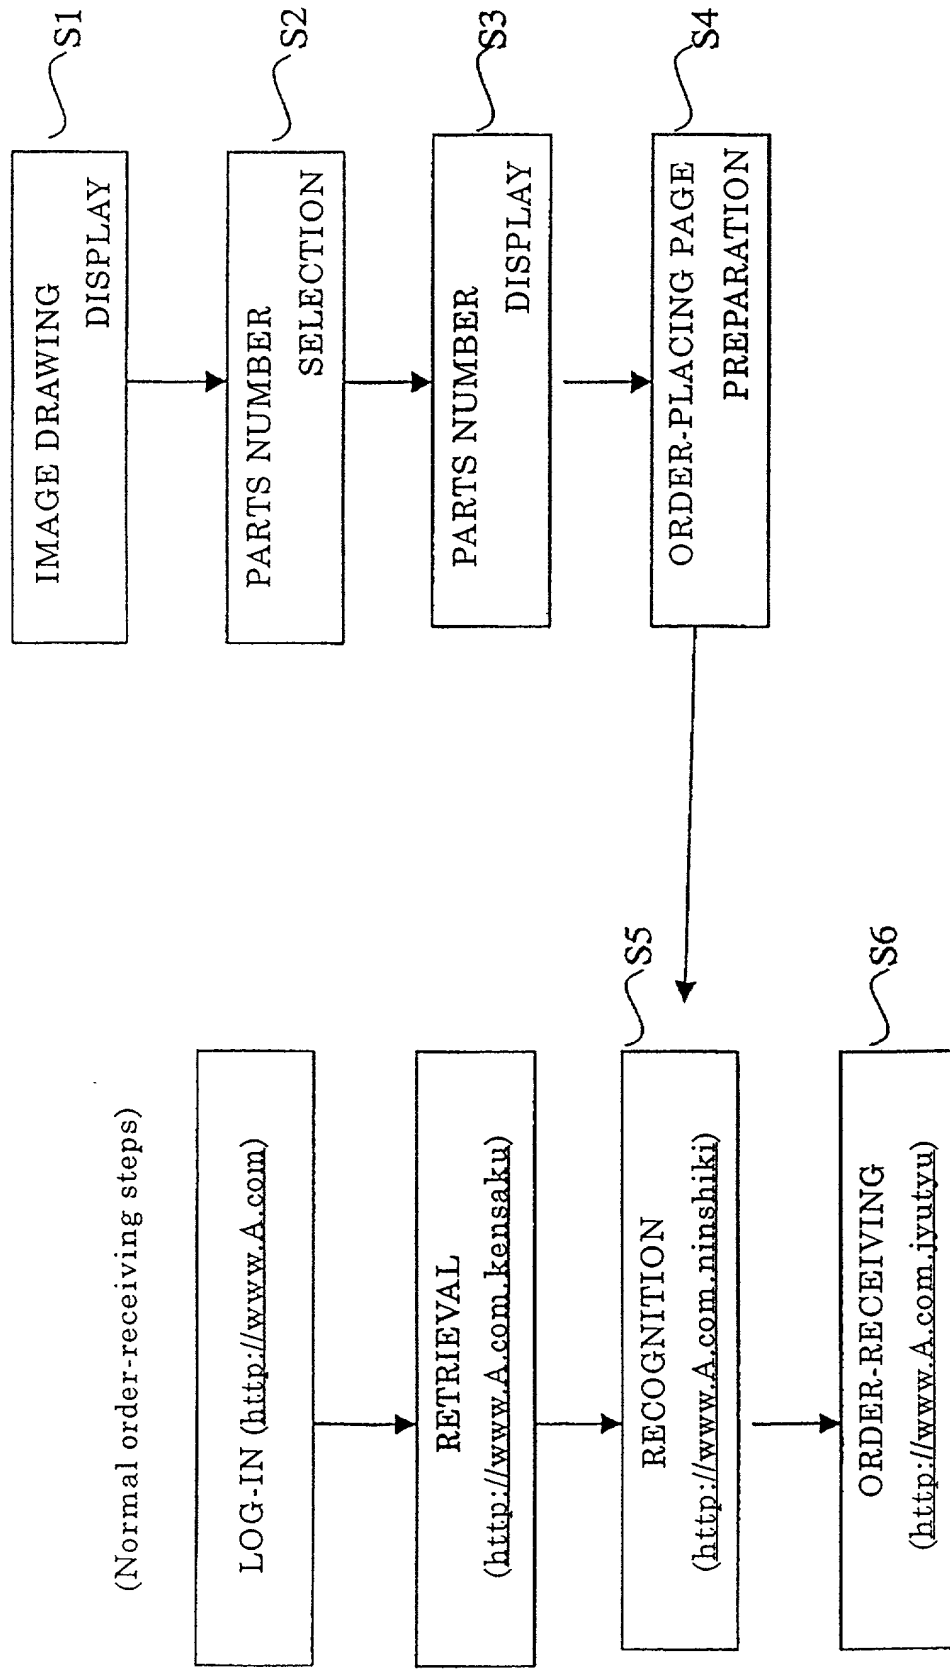 (Normal order-receiving steps)
LOG-IN (http://www.A.com)
RETRIEVAL
(http://www.A.com.kensaku)
RECOGNITION
(http://www.A.com.ninshiki)
S5
ORDER-RECEIVING
(http://www.A.com.jyutyu)
S6
IMAGE DRAWING
DISPLAY
S1
PARTS NUMBER
SELECTION
S2
PARTS NUMBER
DISPLAY
S3
ORDER-PLACING PAGE
PREPARATION
S4